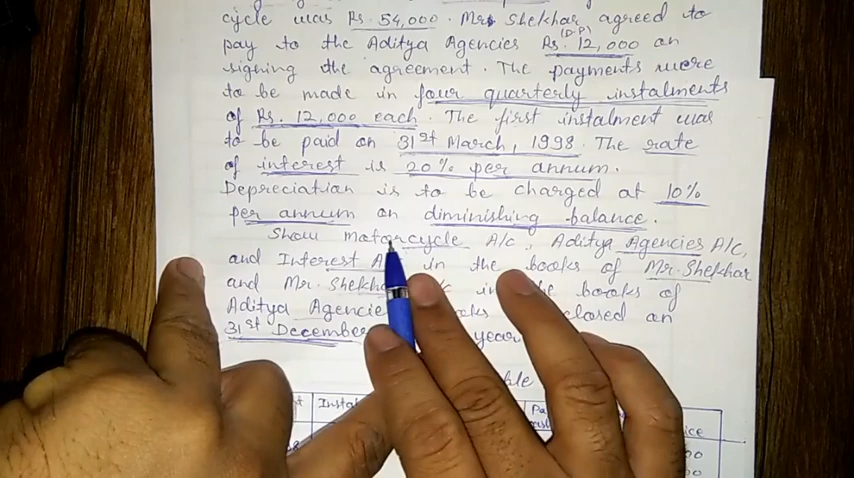 cycle was Rs. 54,000. Mr. Shekhar agreed to
(D.P)
pay to the Aditya Agencies Rs. 12,000 on
signing the agreement. The payments were
to be made in four quarterly instalments
of Rs. 12,000 each. The first instalment was
to be paid on 31st March, 1998. The rate
of interest is 20% per annum.
Depreciation is to be charged at 10%
per annum on diminishing balance.
Show Motorcycle A/c, Aditya Agencies A/C,
and Interest in the books of Mr. Shekhar
and Mr. Shekha in books of
Aditya Agencie closed on
31st December year
Insta